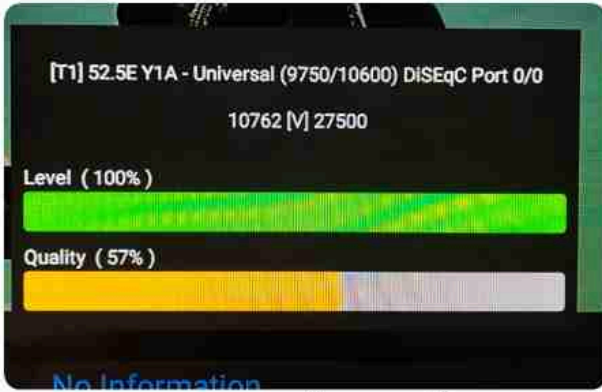 [T1] 52.5E Y1A - Universal (9750/10600) DiSEqC Port 0/0
10762 [V] 27500
Level ( 100% )
Quality ( 57% )
No Information